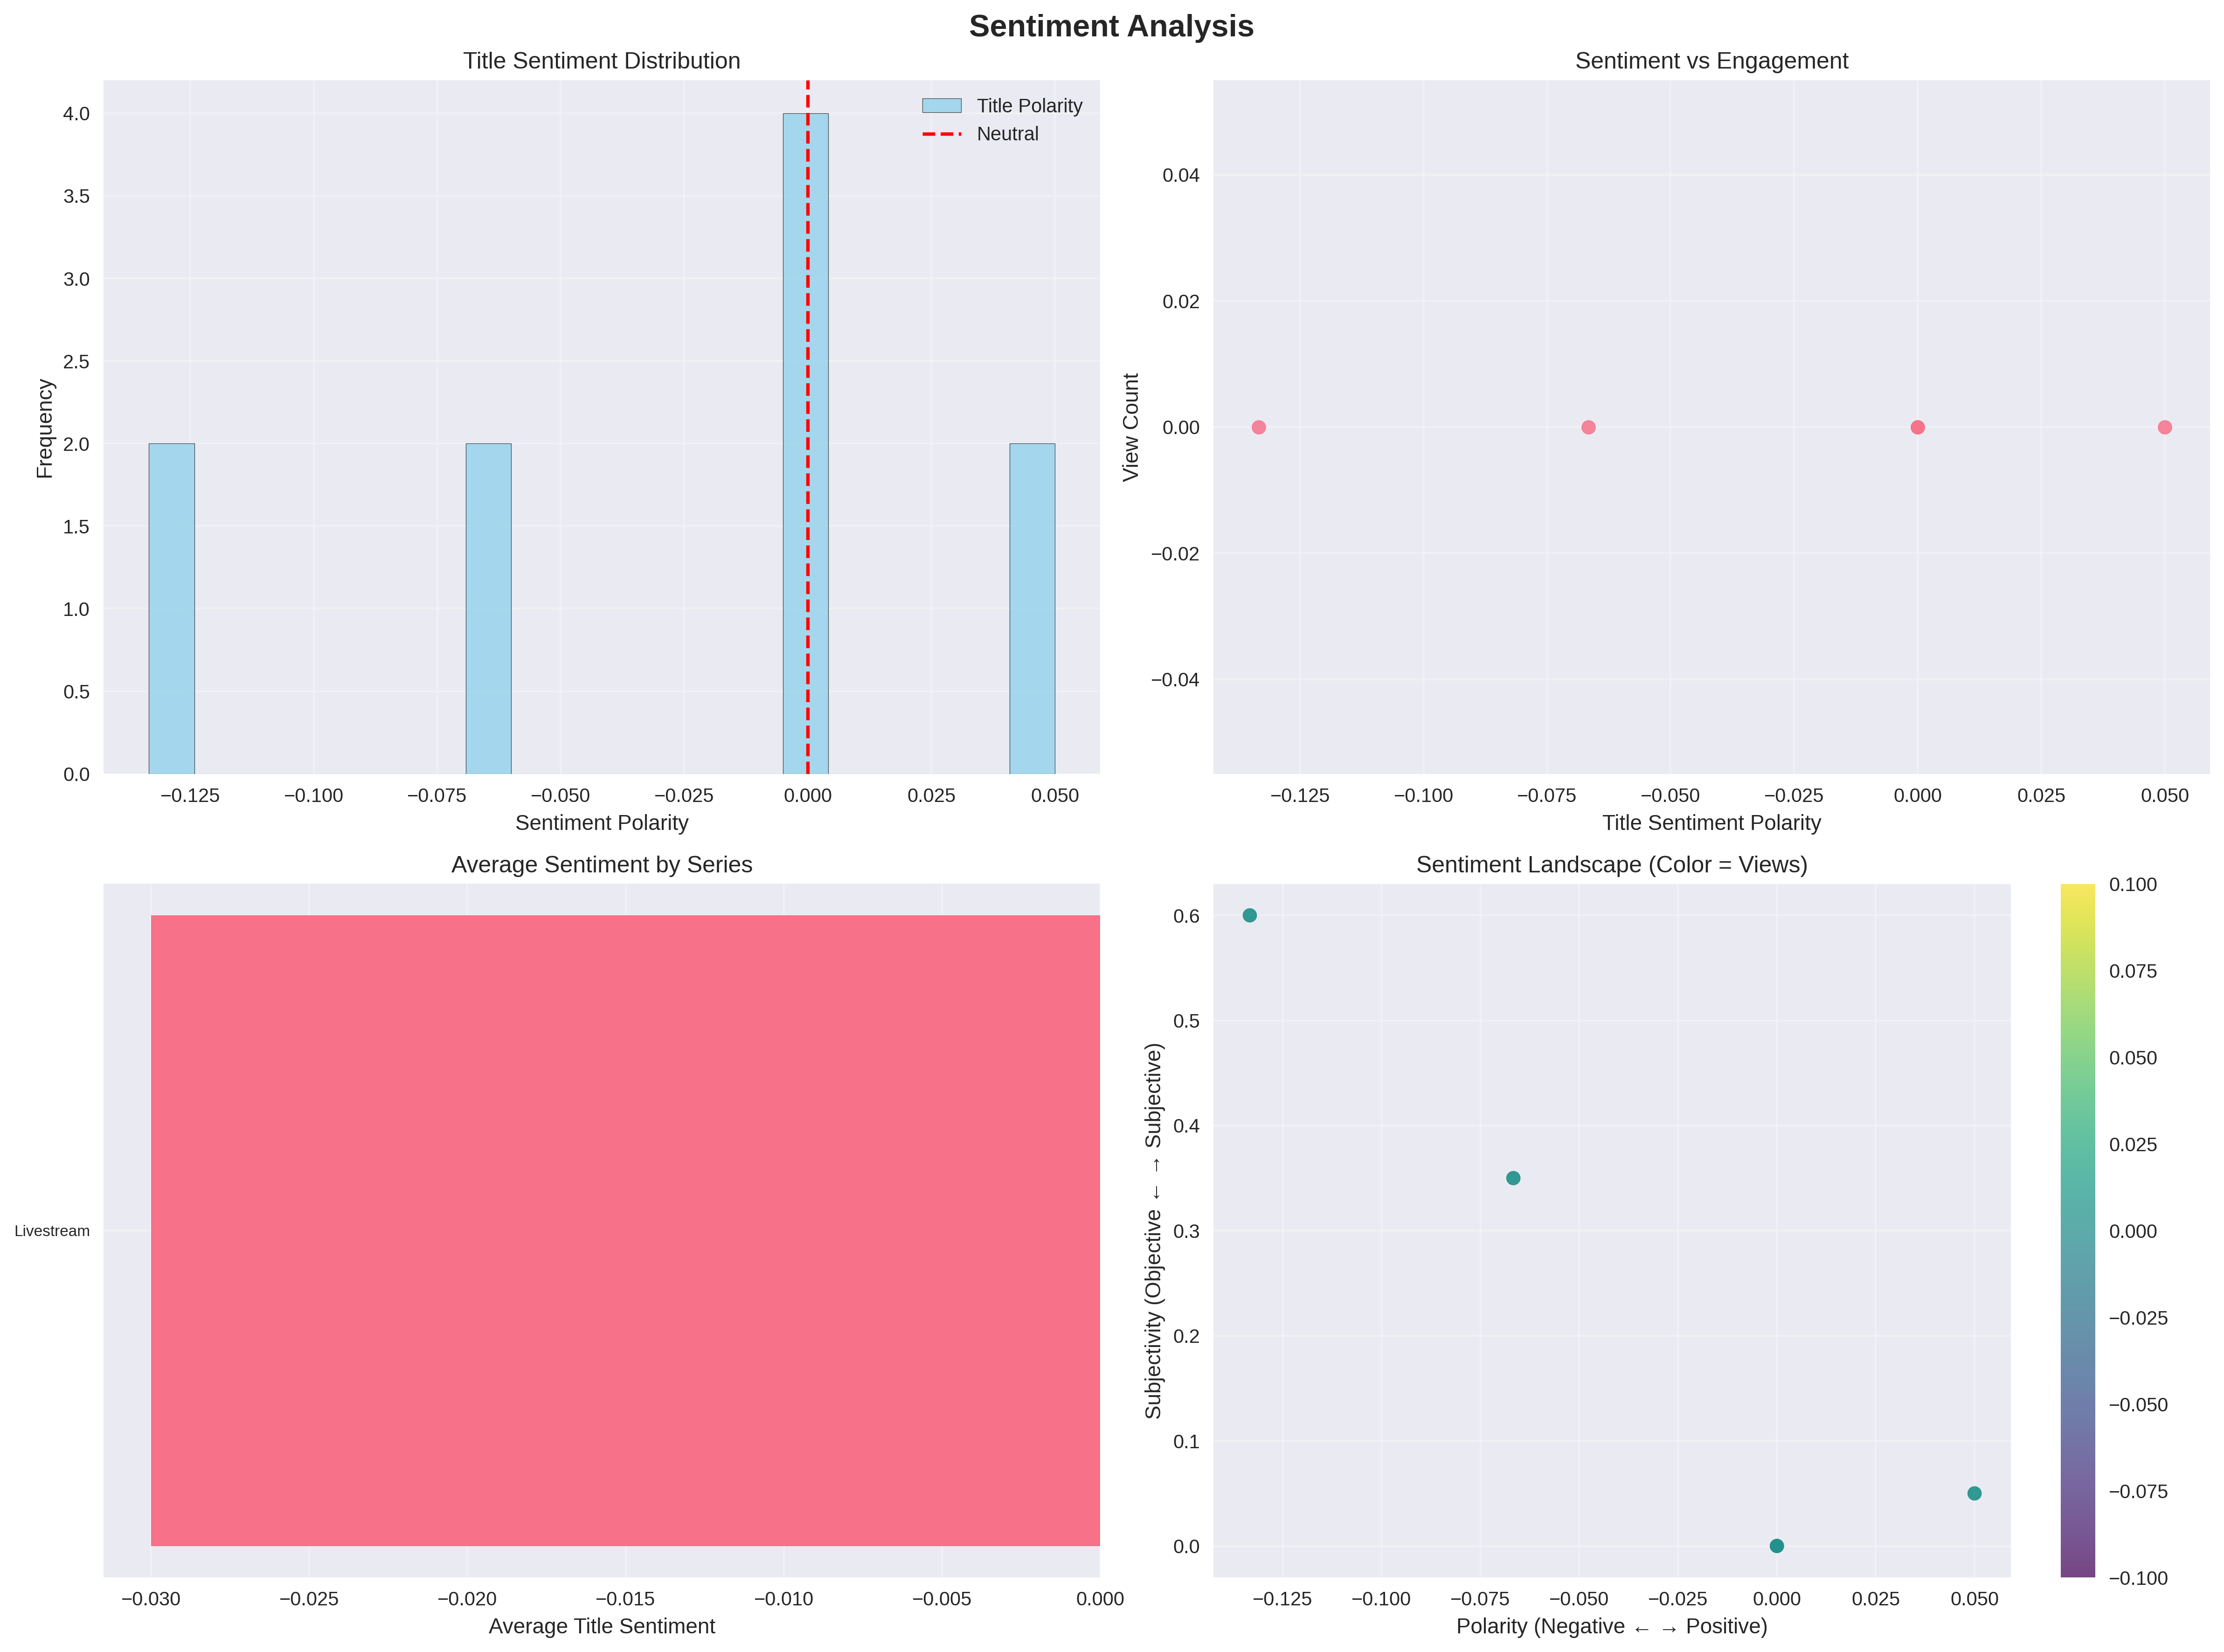 Sentiment Analysis
Title Sentiment Distribution
4.0
3.5
3.0
2.5
2.0
1.5
1.0
0.5
0.0
Frequency
−0.125 −0.100 −0.075 −0.050 −0.025 0.000 0.025 0.050
Sentiment Polarity
Title Polarity
Neutral
Sentiment vs Engagement
0.04
0.02
0.00
−0.02
−0.04
View Count
−0.125 −0.100 −0.075 −0.050 −0.025 0.000 0.025 0.050
Title Sentiment Polarity
Average Sentiment by Series
Livestream
−0.030 −0.025 −0.020 −0.015 −0.010 −0.005 0.000
Average Title Sentiment
Sentiment Landscape (Color = Views)
0.6
0.5
0.4
0.3
0.2
0.1
0.0
Subjectivity (Objective ← → Subjective)
−0.125 −0.100 −0.075 −0.050 −0.025 0.000 0.025 0.050
Polarity (Negative ← → Positive)
0.100
0.075
0.050
0.025
0.000
−0.025
−0.050
−0.075
−0.100